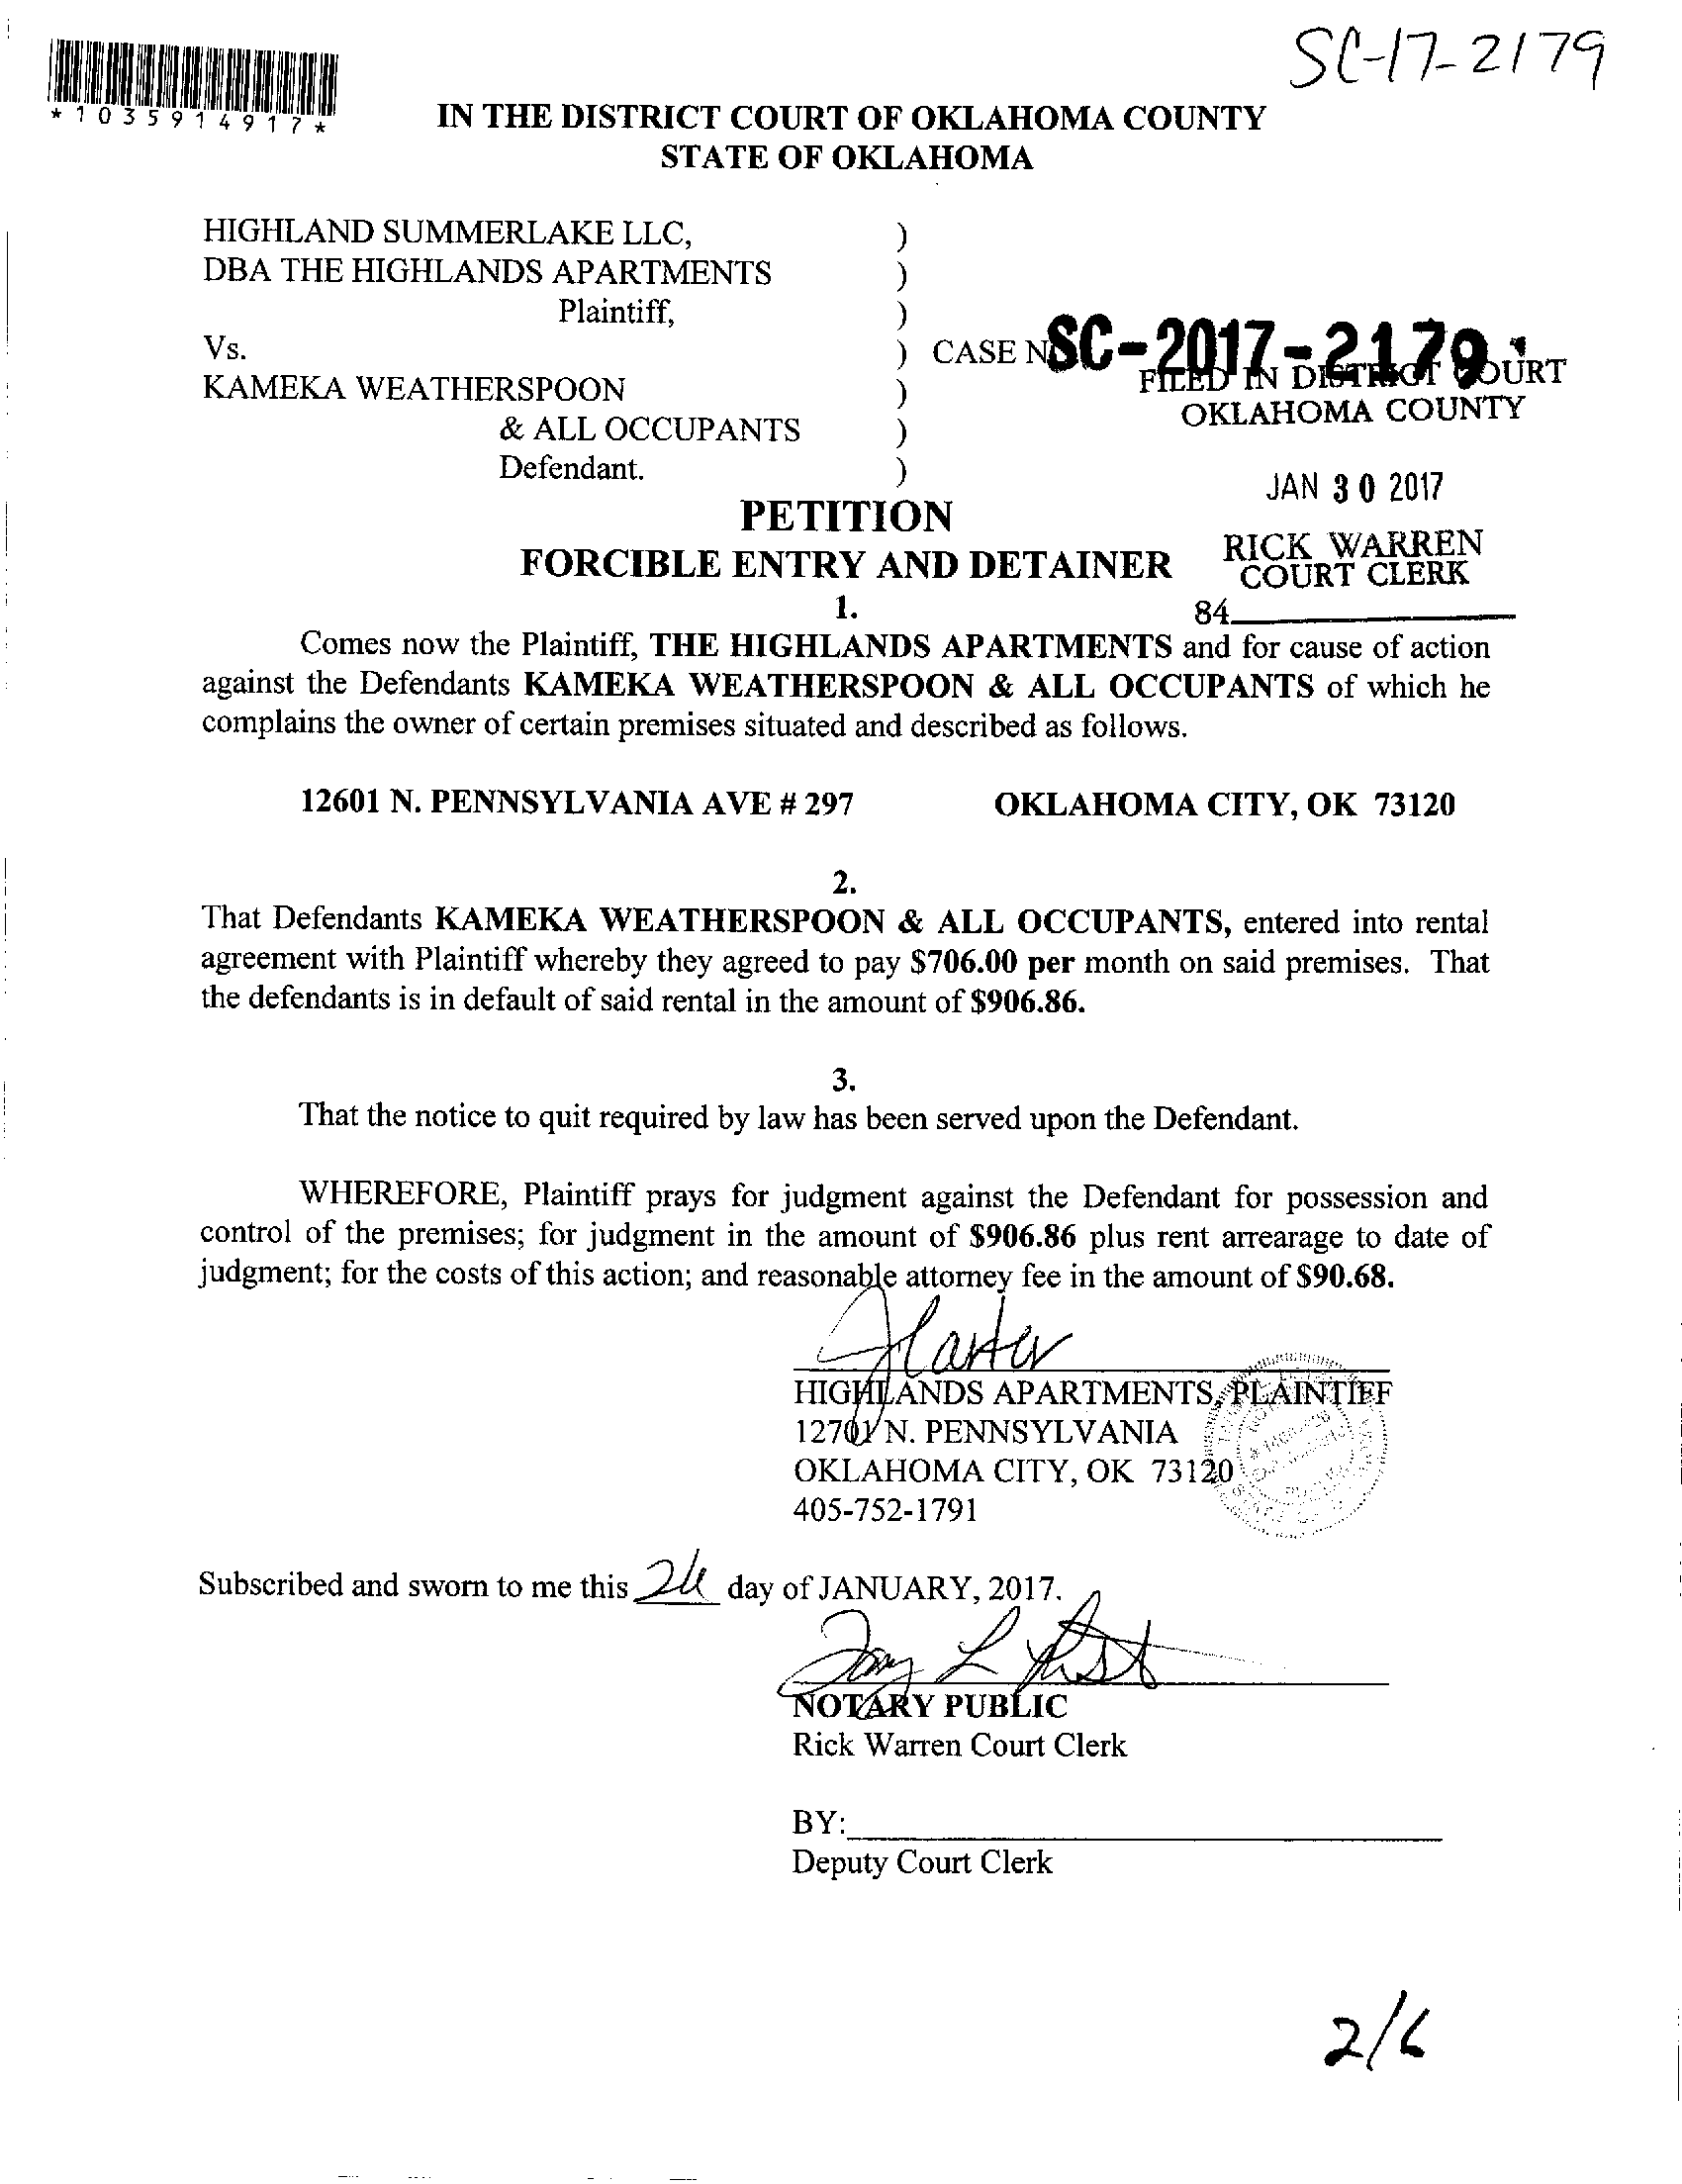 SC-17-2179
*1035914917*
IN THE DISTRICT COURT OF OKLAHOMA COUNTY
STATE OF OKLAHOMA
HIGHLAND SUMMERLAKE LLC, )
DBA THE HIGHLANDS APARTMENTS )
Plaintiff, )
Vs. ) CASE NO SC-2017-2179
KAMEKA WEATHERSPOON )
& ALL OCCUPANTS )
Defendant. )
FILED IN DISTRICT COURT
OKLAHOMA COUNTY
JAN 30 2017
RICK WARREN
COURT CLERK
84
PETITION
FORCIBLE ENTRY AND DETAINER
1.
Comes now the Plaintiff, THE HIGHLANDS APARTMENTS and for cause of action
against the Defendants KAMEKA WEATHERSPOON & ALL OCCUPANTS of which he
complains the owner of certain premises situated and described as follows.
12601 N. PENNSYLVANIA AVE # 297 OKLAHOMA CITY, OK 73120
2.
That Defendants KAMEKA WEATHERSPOON & ALL OCCUPANTS, entered into rental
agreement with Plaintiff whereby they agreed to pay $706.00 per month on said premises. That
the defendants is in default of said rental in the amount of $906.86.
3.
That the notice to quit required by law has been served upon the Defendant.
WHEREFORE, Plaintiff prays for judgment against the Defendant for possession and
control of the premises; for judgment in the amount of $906.86 plus rent arrearage to date of
judgment; for the costs of this action; and reasonable attorney fee in the amount of $90.68.
HIGHLANDS APARTMENTS, PLAINTIFF
12701 N. PENNSYLVANIA
OKLAHOMA CITY, OK 73120
405-752-1791
Subscribed and sworn to me this day of JANUARY, 2017.
NOTARY PUBLIC
Rick Warren Court Clerk
BY:
Deputy Court Clerk
2/6